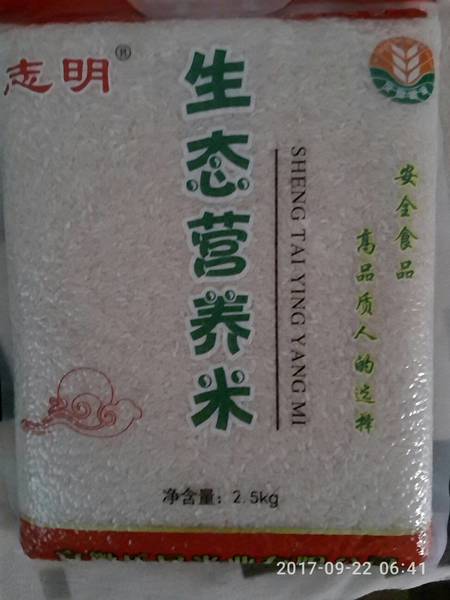 志明®
生态营养米
SHENG TAI YING YANG MI
安全食品
高品质人的选择
净含量：2.5kg
2017-09-22 06:41